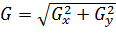 G = √(G_x^2 + G_y^2)